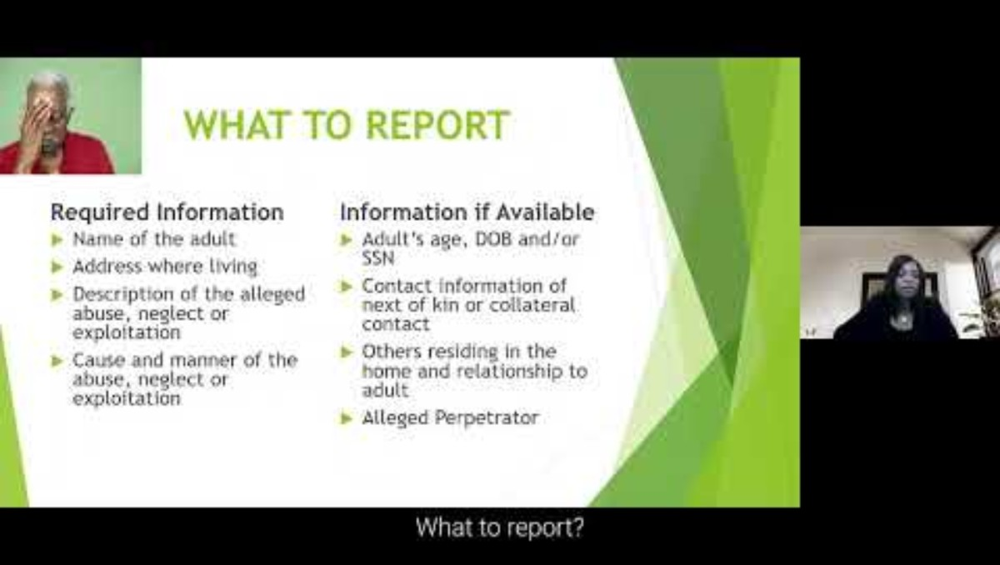 WHAT TO REPORT
Required Information
Name of the adult
Address where living
Description of the alleged
abuse, neglect or
exploitation
Cause and manner of the
abuse, neglect or
exploitation
Information if Available
Adult's age, DOB and/or
SSN
Contact information of
next of kin or collateral
contact
Others residing in the
home and relationship to
adult
Alleged Perpetrator
What to report?